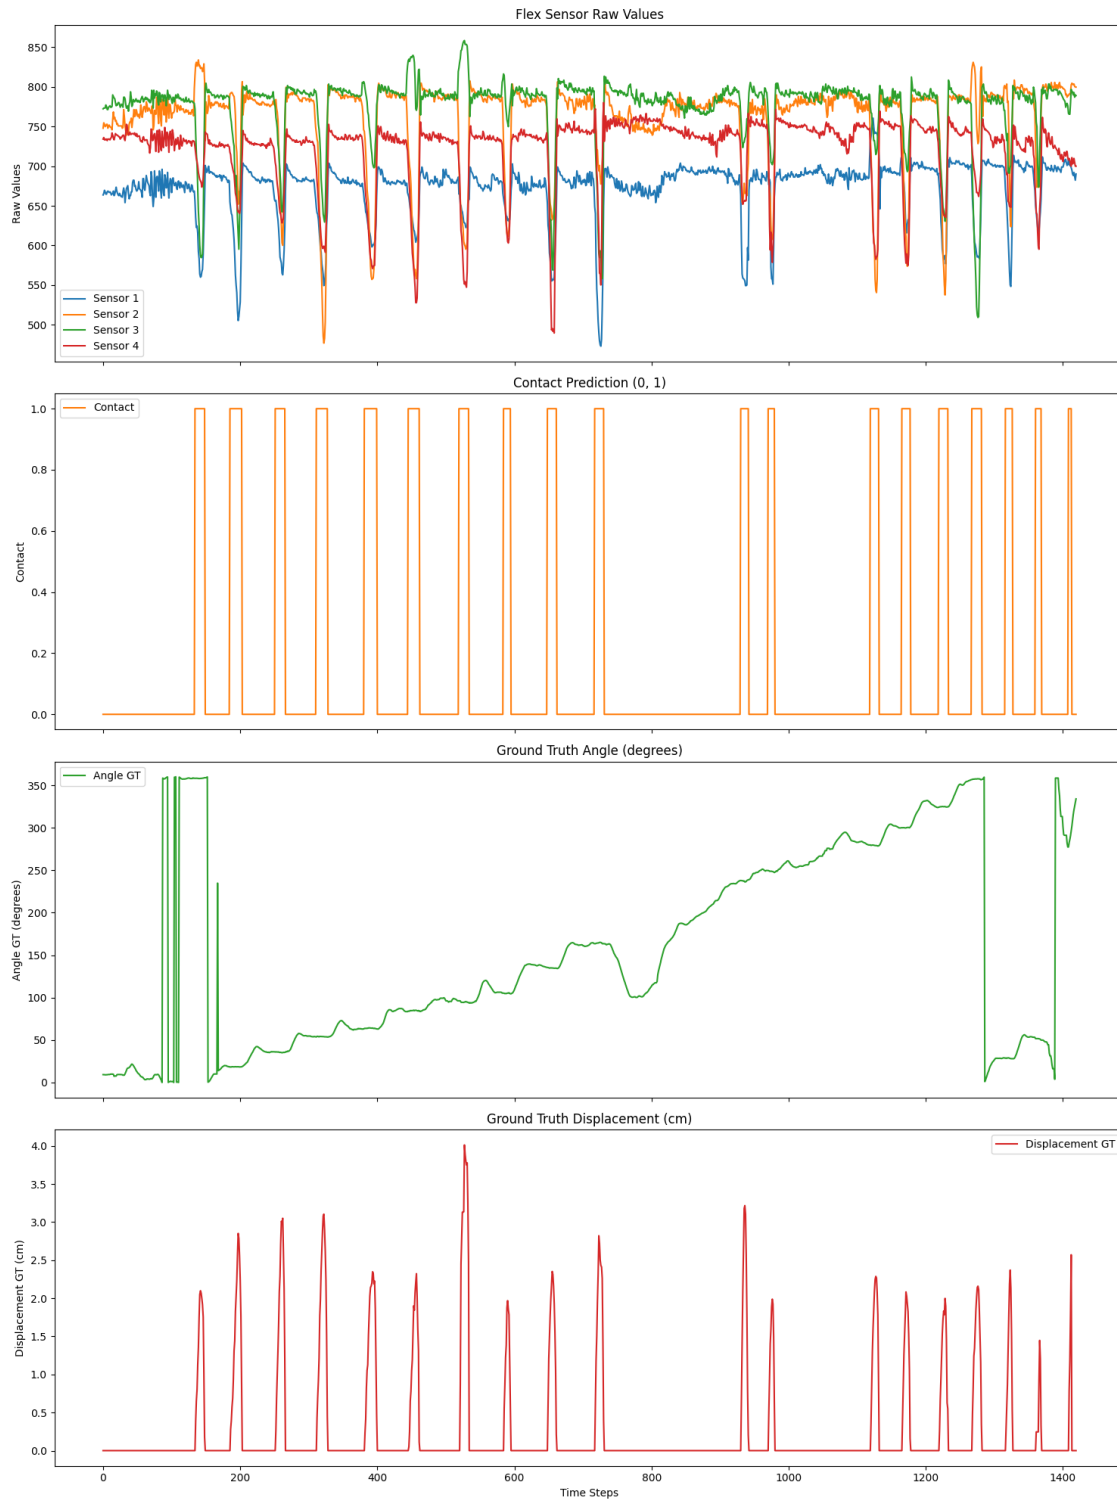 Flex Sensor Raw Values
850
800
750
700
650
600
550
500
Raw Values
Sensor 1
Sensor 2
Sensor 3
Sensor 4
Contact Prediction (0, 1)
1.0
0.8
0.6
0.4
0.2
0.0
Contact
Contact
Ground Truth Angle (degrees)
350
300
250
200
150
100
50
0
Angle GT (degrees)
Angle GT
Ground Truth Displacement (cm)
4.0
3.5
3.0
2.5
2.0
1.5
1.0
0.5
0.0
Displacement GT (cm)
Displacement GT
0 200 400 600 800 1000 1200 1400
Time Steps